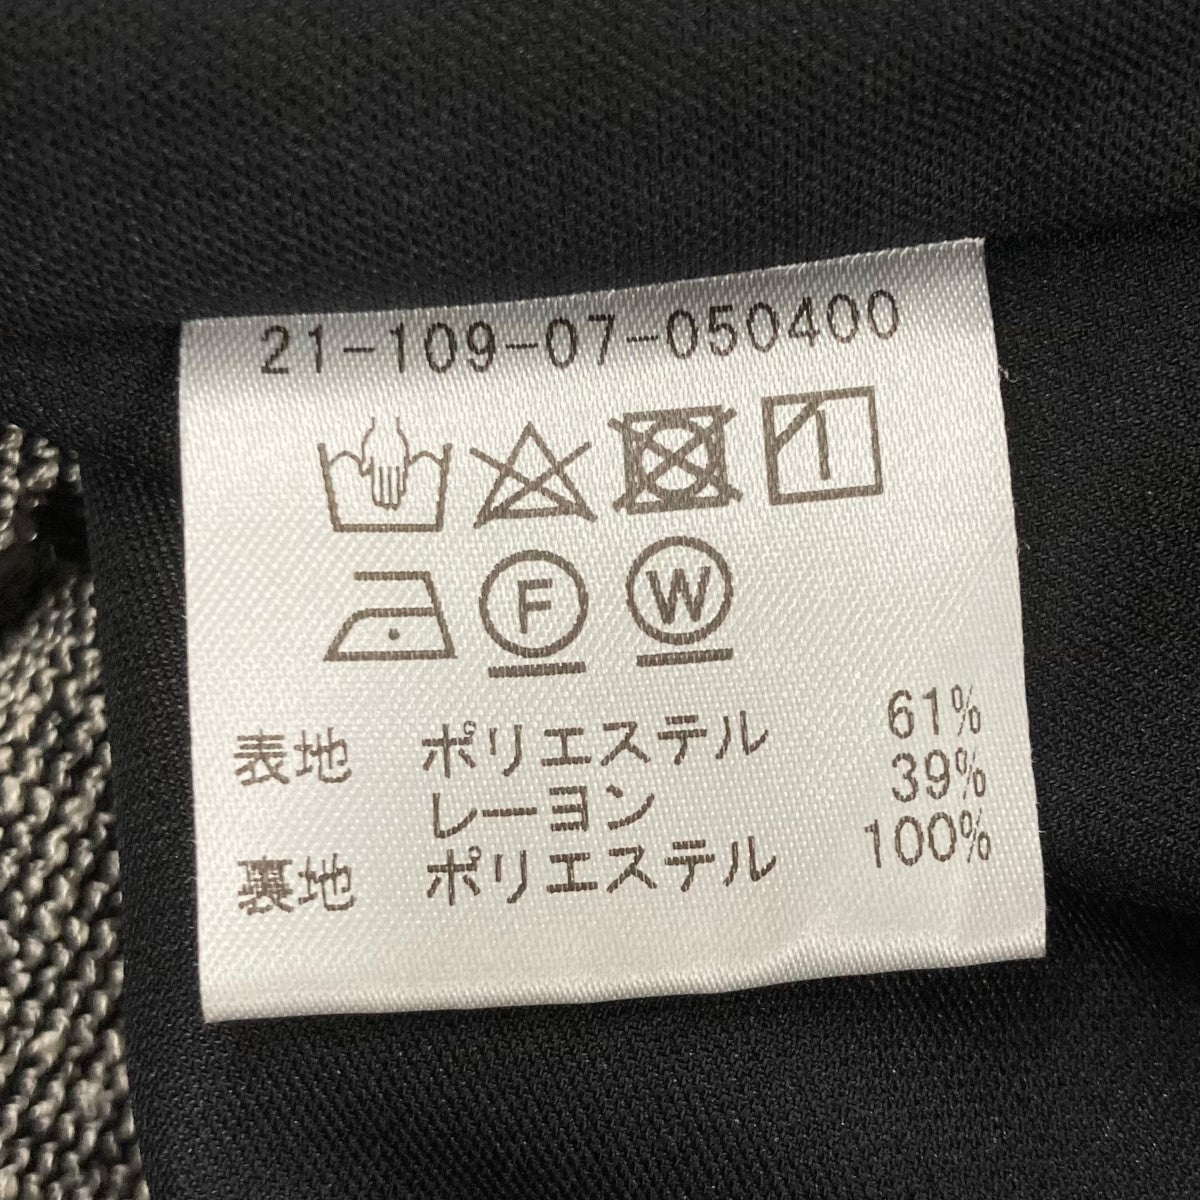 21-109-07-050400
F W
表地 ポリエステル 61%
レーヨン 39%
裏地 ポリエステル 100%